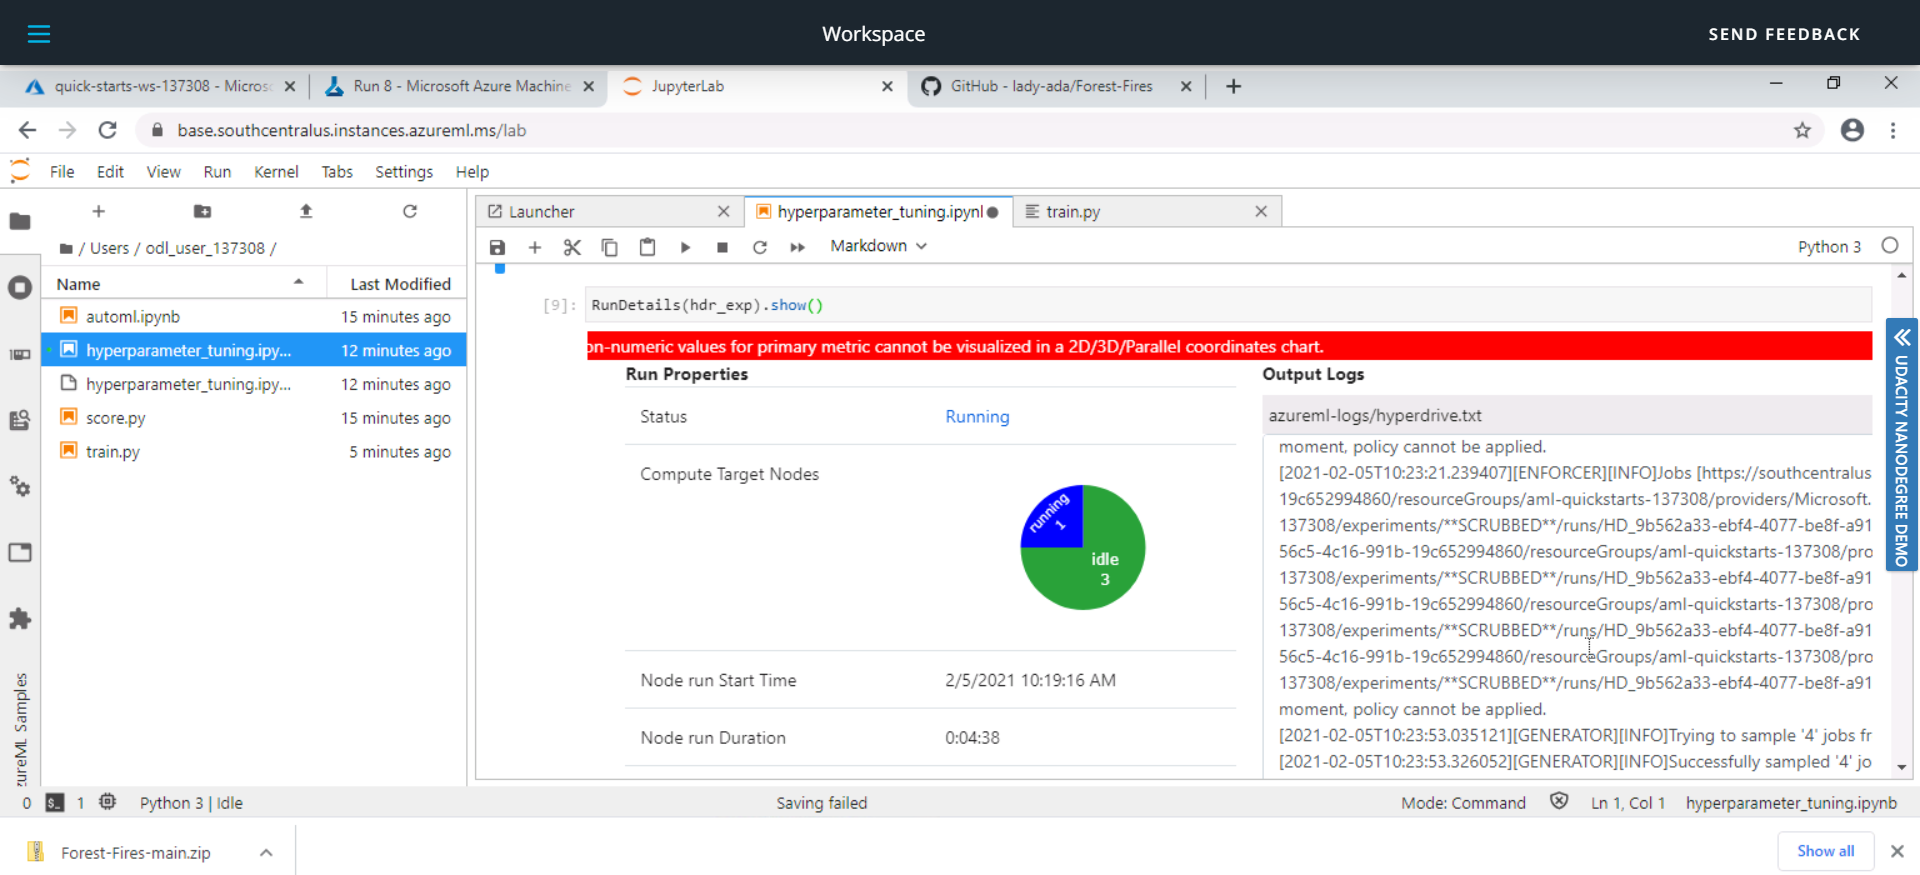 Workspace
SEND FEEDBACK
quick-starts-ws-137308 - Micros
Run 8 - Microsoft Azure Machine
JupyterLab
GitHub - lady-ada/Forest-Fires
base.southcentralus.instances.azureml.ms/lab
File Edit View Run Kernel Tabs Settings Help
Launcher
hyperparameter_tuning.ipynl
train.py
/ Users / odl_user_137308 /
Markdown
Python 3
Name
Last Modified
automl.ipynb 15 minutes ago
hyperparameter_tuning.ipy... 12 minutes ago
hyperparameter_tuning.ipy... 12 minutes ago
score.py 15 minutes ago
train.py 5 minutes ago
zureML Samples
[9]: RunDetails(hdr_exp).show()
on-numeric values for primary metric cannot be visualized in a 2D/3D/Parallel coordinates chart.
Run Properties
Status Running
Compute Target Nodes
running
1
idle
3
Node run Start Time 2/5/2021 10:19:16 AM
Node run Duration 0:04:38
Output Logs
azureml-logs/hyperdrive.txt
moment, policy cannot be applied.
[2021-02-05T10:23:21.239407][ENFORCER][INFO]Jobs [https://southcentralus
19c652994860/resourceGroups/aml-quickstarts-137308/providers/Microsoft.
137308/experiments/**SCRUBBED**/runs/HD_9b562a33-ebf4-4077-be8f-a91
56c5-4c16-991b-19c652994860/resourceGroups/aml-quickstarts-137308/pro
137308/experiments/**SCRUBBED**/runs/HD_9b562a33-ebf4-4077-be8f-a91
56c5-4c16-991b-19c652994860/resourceGroups/aml-quickstarts-137308/pro
137308/experiments/**SCRUBBED**/runs/HD_9b562a33-ebf4-4077-be8f-a91
56c5-4c16-991b-19c652994860/resourceGroups/aml-quickstarts-137308/pro
137308/experiments/**SCRUBBED**/runs/HD_9b562a33-ebf4-4077-be8f-a91
moment, policy cannot be applied.
[2021-02-05T10:23:53.035121][GENERATOR][INFO]Trying to sample '4' jobs fr
[2021-02-05T10:23:53.326052][GENERATOR][INFO]Successfully sampled '4' jo
UDACITY NANODEGREE DEMO
0 $_ 1 Python 3 | Idle
Saving failed
Mode: Command
Ln 1, Col 1
hyperparameter_tuning.ipynb
Forest-Fires-main.zip
Show all